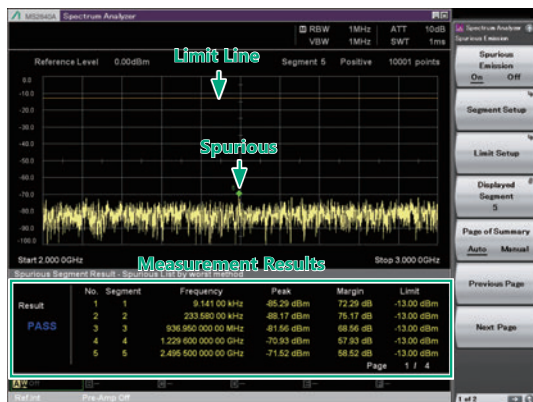 MS2840A Spectrum Analyzer
RBW 1MHz ATT 10dB
VBW 1MHz SWT 1ms
Reference Level 0.00dBm Segment 5 Positive 10001 points
Limit Line
0.0
-10.0
-20.0
-30.0
-40.0
-50.0
-60.0
-70.0
-80.0
-90.0
-100.0
Spurious
Start 2.000 0GHz Stop 3.000 0GHz
Measurement Results
Spurious Segment Result - Spurious List by worst method
No. Segment Frequency Peak Margin Limit
Result
PASS
1 1 9.141 00 kHz -85.29 dBm 72.29 dB -13.00 dBm
2 2 233.580 00 kHz -88.17 dBm 75.17 dB -13.00 dBm
3 3 936.950 000 00 MHz -81.56 dBm 68.56 dB -13.00 dBm
4 4 1.229 600 000 00 GHz -70.93 dBm 57.93 dB -13.00 dBm
5 5 2.495 500 000 00 GHz -71.52 dBm 58.52 dB -13.00 dBm
Page 1 / 4
Off
Ref.Int Pre-Amp Off
Spectrum Analyzer
Spurious Emission
Spurious
Emission
On Off
Segment Setup
Limit Setup
Displayed
Segment
5
Page of Summary
Auto Manual
Previous Page
Next Page
1 of 2